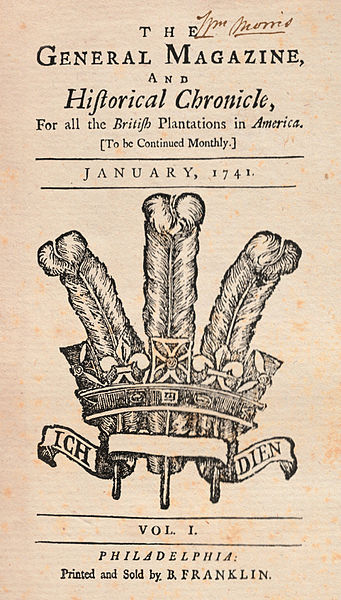 THE
Wm Morris
GENERAL MAGAZINE,
AND
Hiſtorical Chronicle,
For all the Britiſh Plantations in America.
[To be Continued Monthly.]
JANUARY, 1741.
ICH DIEN
VOL. I.
PHILADELPHIA:
Printed and Sold by B. FRANKLIN.